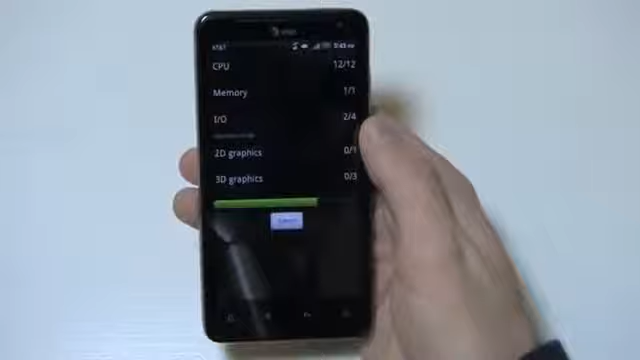 at&t
CPU 12/12
Memory 1/1
I/O 2/4
2D graphics 0/1
3D graphics 0/3